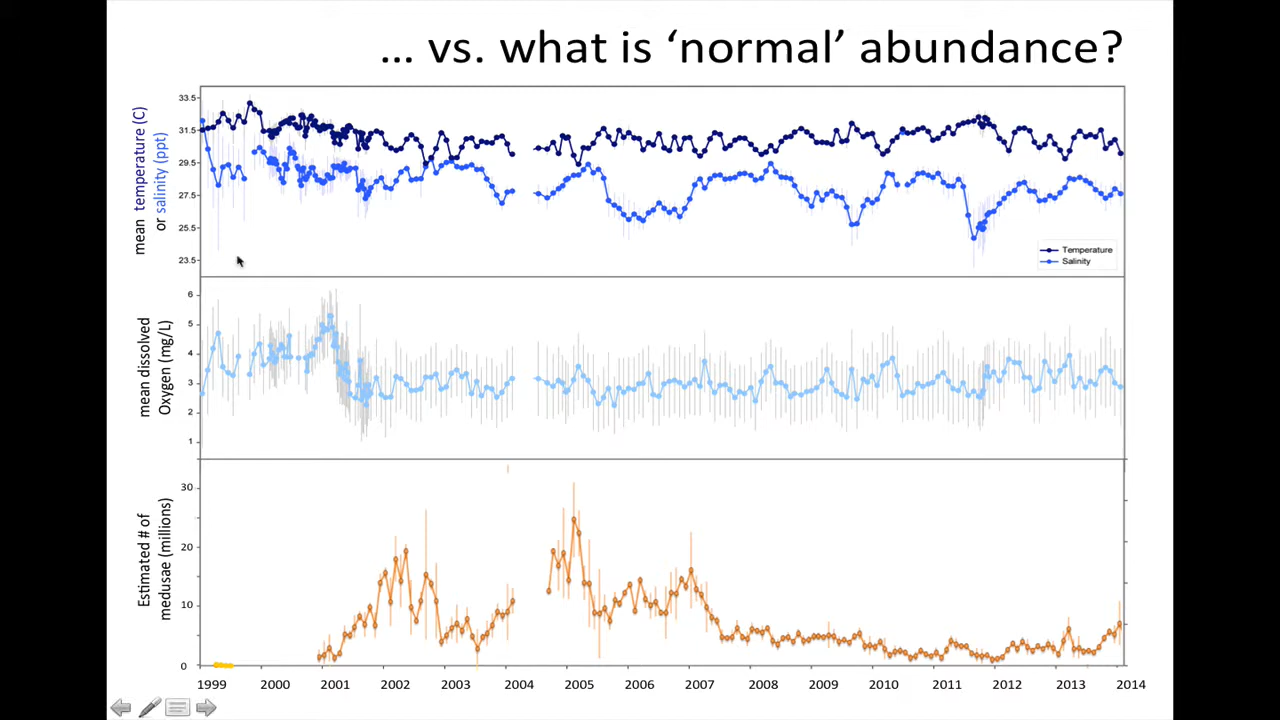 ... vs. what is ‘normal’ abundance?
mean temperature (C)
or salinity (ppt)
33.5
31.5
29.5
27.5
25.5
23.5
Temperature
Salinity
mean dissolved
Oxygen (mg/L)
6
5
4
3
2
1
Estimated # of
medusae (millions)
30
20
10
0
1999 2000 2001 2002 2003 2004 2005 2006 2007 2008 2009 2010 2011 2012 2013 2014